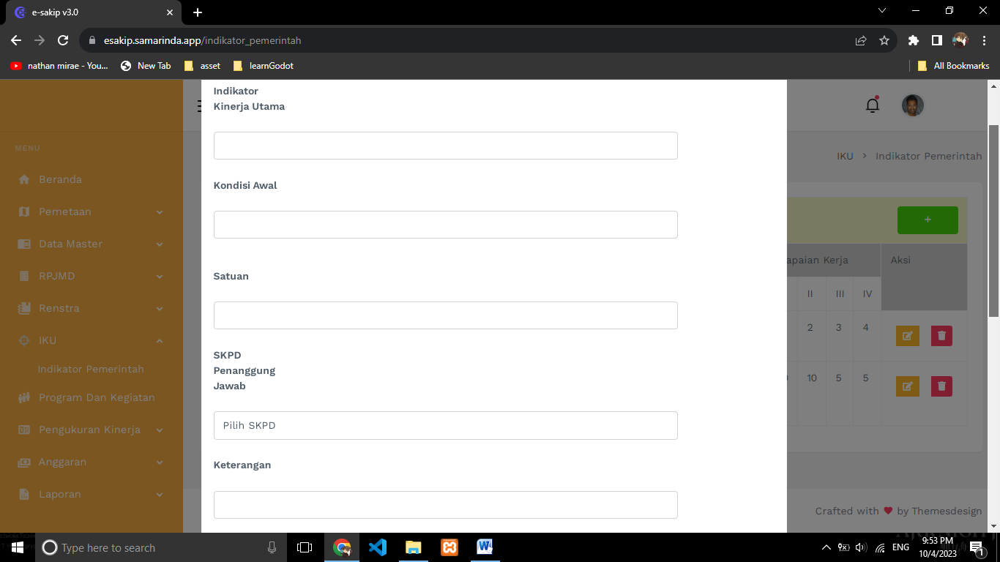 e-sakip v3.0
esakip.samarinda.app/indikator_pemerintah
nathan mirae - You...
New Tab
asset
learnGodot
All Bookmarks
MENU
Beranda
Pemetaan
Data Master
RPJMD
Renstra
IKU
Indikator Pemerintah
Program Dan Kegiatan
Pengukuran Kinerja
Anggaran
Laporan
Indikator
Kinerja Utama
Kondisi Awal
Satuan
SKPD
Penanggung
Jawab
Pilih SKPD
Keterangan
IKU > Indikator Pemerintah
+
apaian Kerja Aksi
II III IV
2 3 4
10 5 5
Crafted with ♥ by Themesdesign
Type here to search
ENG
9:53 PM
10/4/2023
1